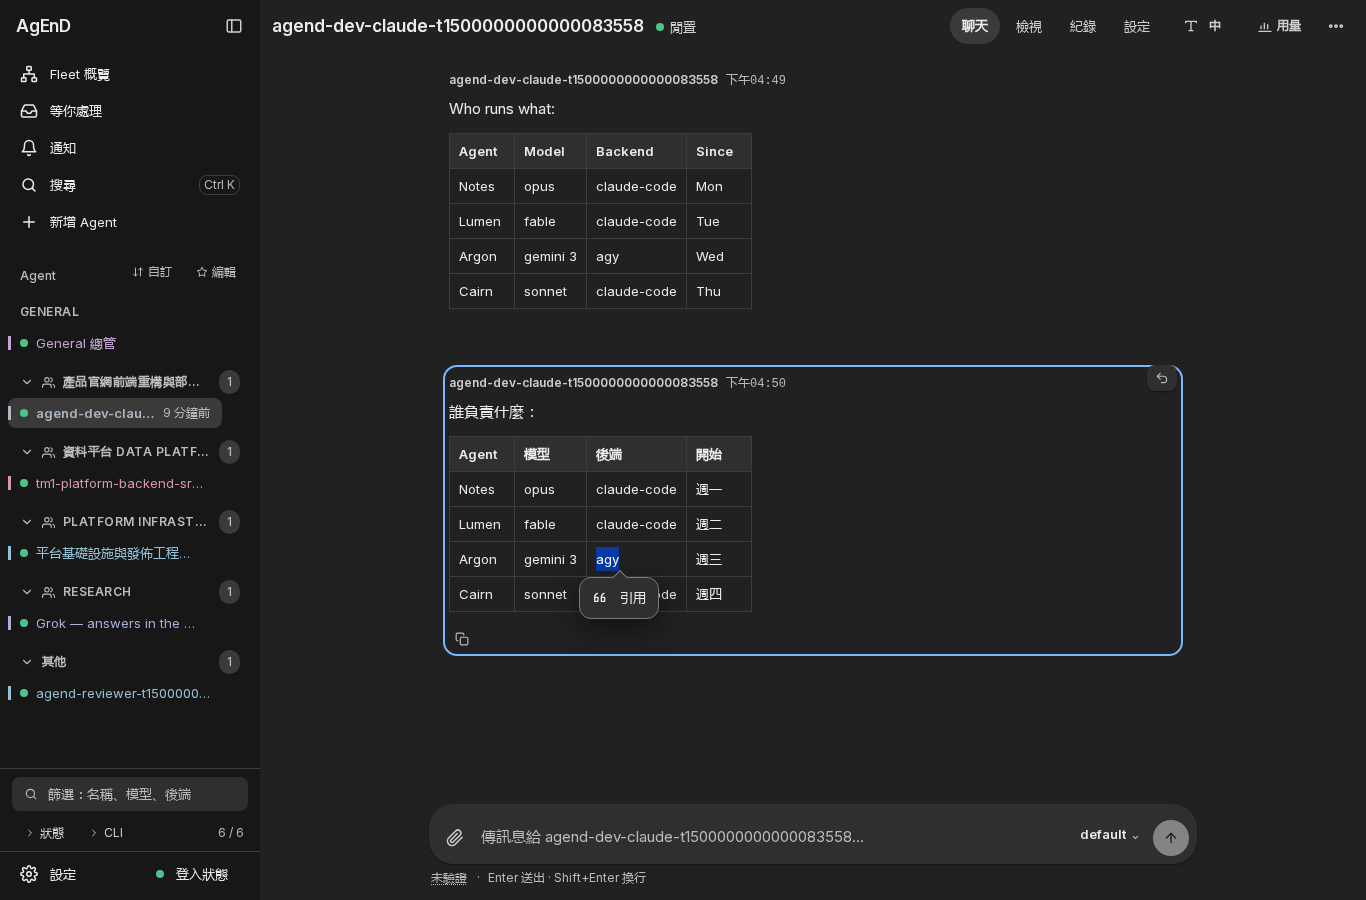 AgEnD
Fleet 概覽
等你處理
通知
搜尋 Ctrl K
新增 Agent
Agent 自訂 編輯
GENERAL
General 總管
產品官網前端重構與部… 1
agend-dev-clau… 9 分鐘前
資料平台 DATA PLATF… 1
tm1-platform-backend-sr…
PLATFORM INFRAST… 1
平台基礎設施與發佈工程…
RESEARCH 1
Grok — answers in the …
其他 1
agend-reviewer-t1500000…
篩選：名稱、模型、後端
狀態 CLI 6 / 6
設定 登入狀態
agend-dev-claude-t1500000000000083558 閒置 聊天 檢視 紀錄 設定 T 中 用量
agend-dev-claude-t1500000000000083558 下午04:49
Who runs what:
Agent Model Backend Since
Notes opus claude-code Mon
Lumen fable claude-code Tue
Argon gemini 3 agy Wed
Cairn sonnet claude-code Thu
agend-dev-claude-t1500000000000083558 下午04:50
誰負責什麼：
Agent 模型 後端 開始
Notes opus claude-code 週一
Lumen fable claude-code 週二
Argon gemini 3 agy 週三
Cairn sonnet ode 週四
引用
傳訊息給 agend-dev-claude-t1500000000000083558… default
未驗證 · Enter 送出 · Shift+Enter 換行